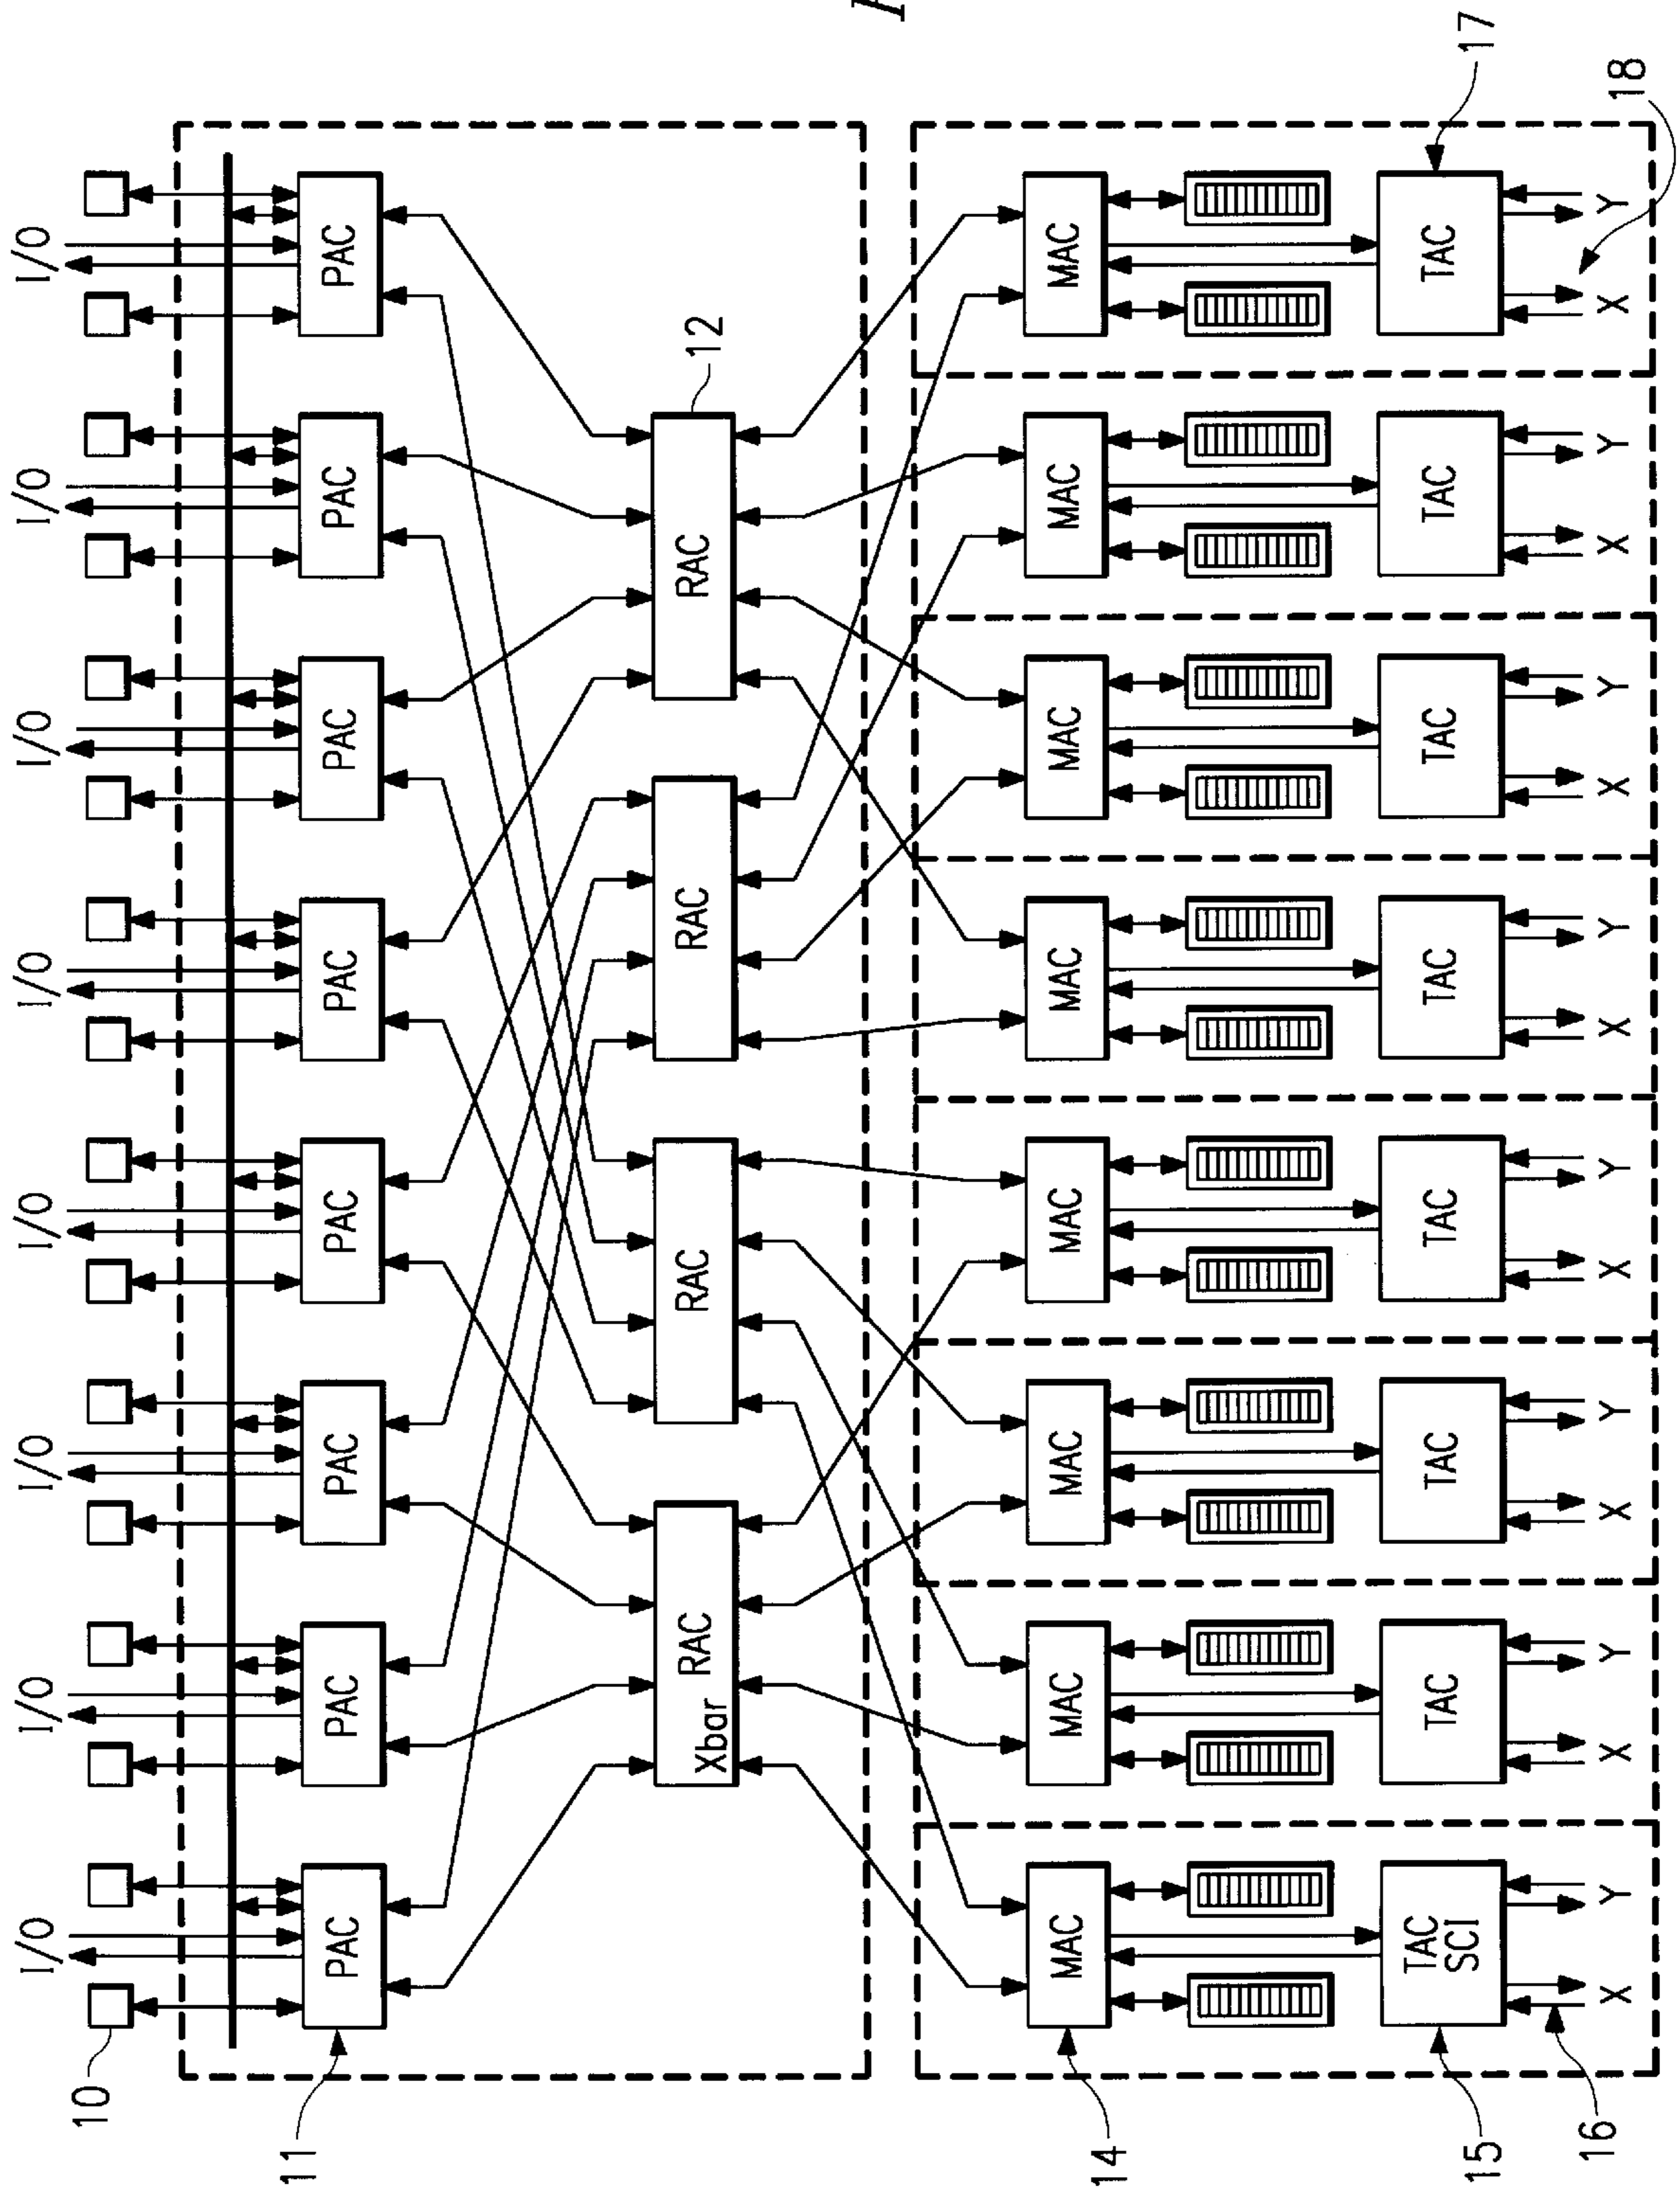 I/O I/O I/O I/O I/O I/O I/O I/O
10
11
PAC PAC PAC PAC PAC PAC PAC PAC
12
RAC RAC RAC RAC
Xbar
14
MAC MAC MAC MAC MAC MAC MAC MAC
15
TAC TAC TAC TAC TAC TAC TAC TAC
SCI
17
16
X Y X Y X Y X Y X Y X Y X Y X Y
18